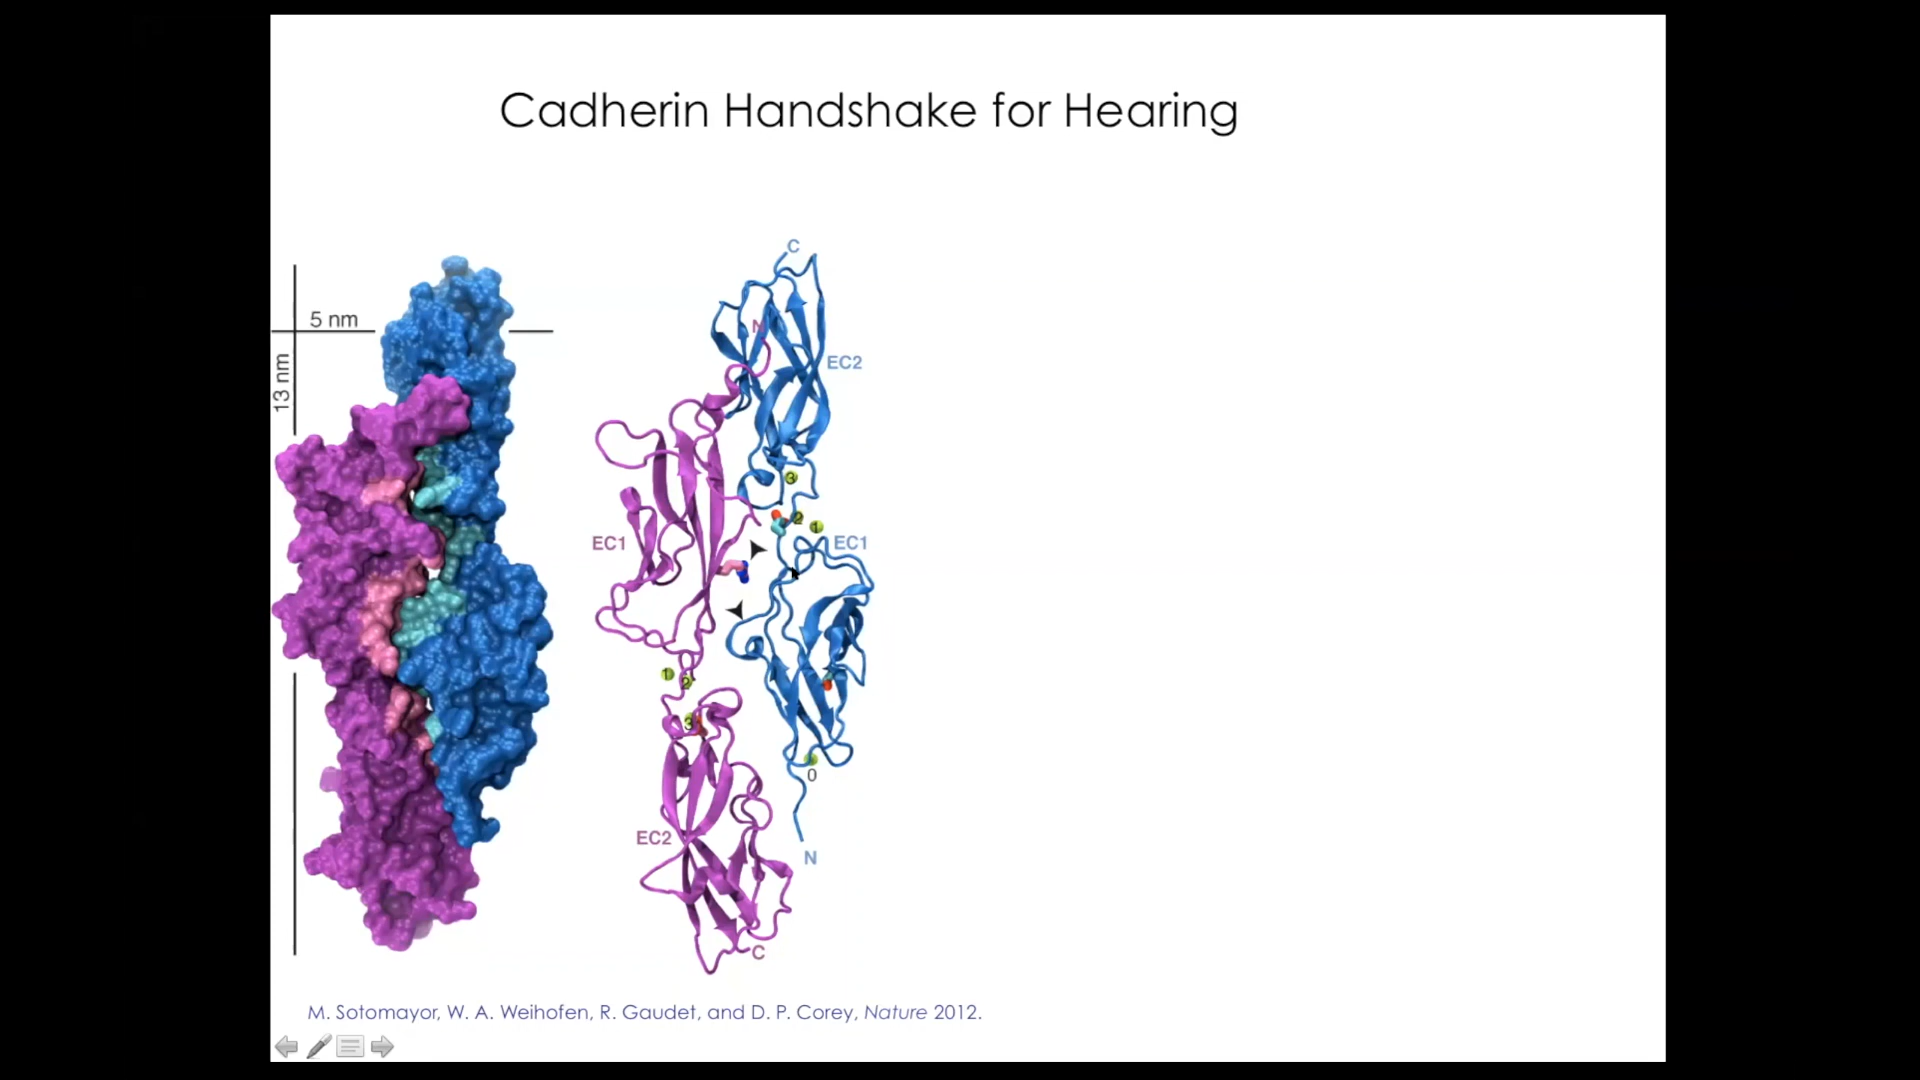 Cadherin Handshake for Hearing
5 nm
13 nm
C
N
EC2
3
2
1
EC1
EC1
1
2
3
0
EC2
N
C
M. Sotomayor, W. A. Weihofen, R. Gaudet, and D. P. Corey, Nature 2012.